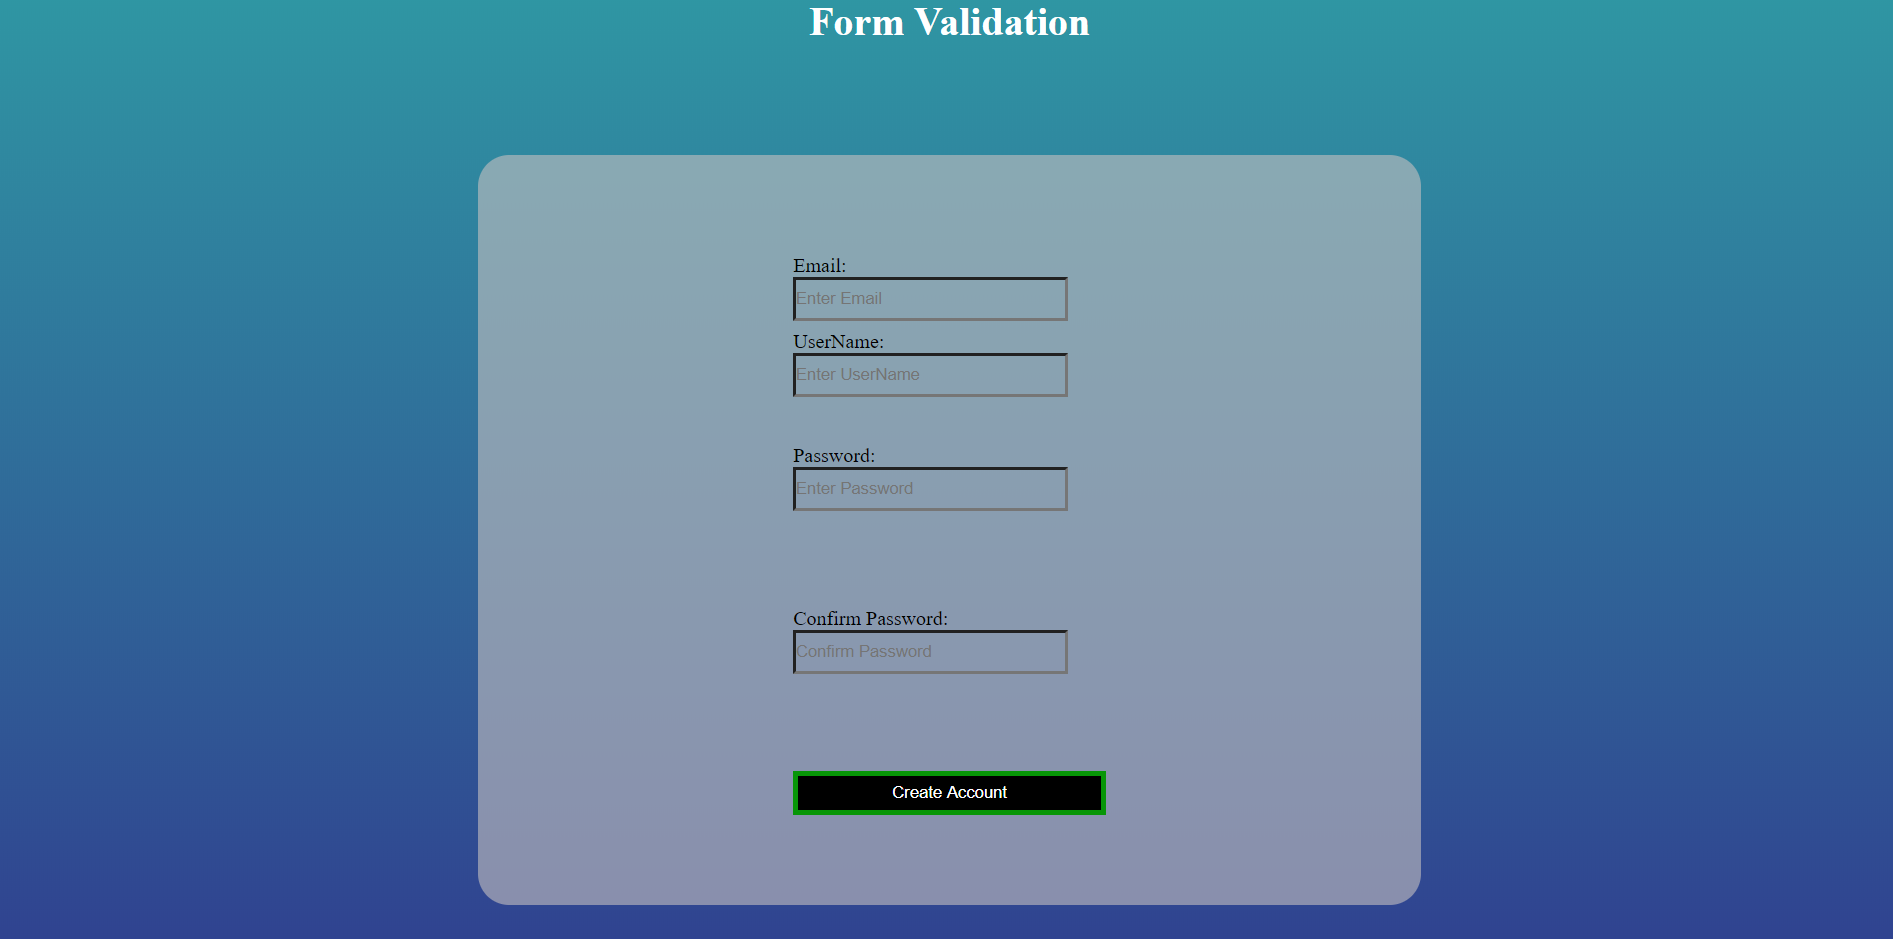 Form Validation
Email:
Enter Email
UserName:
Enter UserName
Password:
Enter Password
Confirm Password:
Confirm Password
Create Account